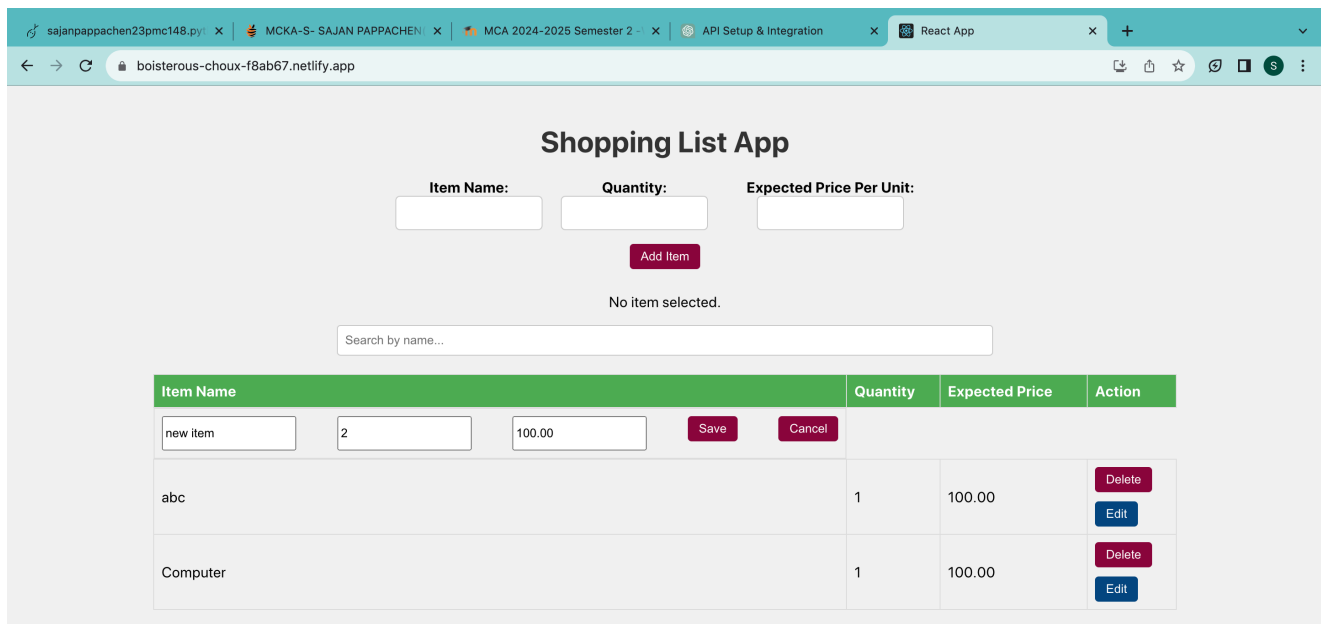 sajanpappachen23pmc148.pyt
MCKA-S- SAJAN PAPPACHEN
MCA 2024-2025 Semester 2 -
API Setup & Integration
React App
boisterous-choux-f8ab67.netlify.app
S
Shopping List App
Item Name: Quantity: Expected Price Per Unit:
Add Item
No item selected.
Search by name...
Item Name Quantity Expected Price Action
new item 2 100.00 Save Cancel
Delete
abc 1 100.00
Edit
Delete
Computer 1 100.00
Edit